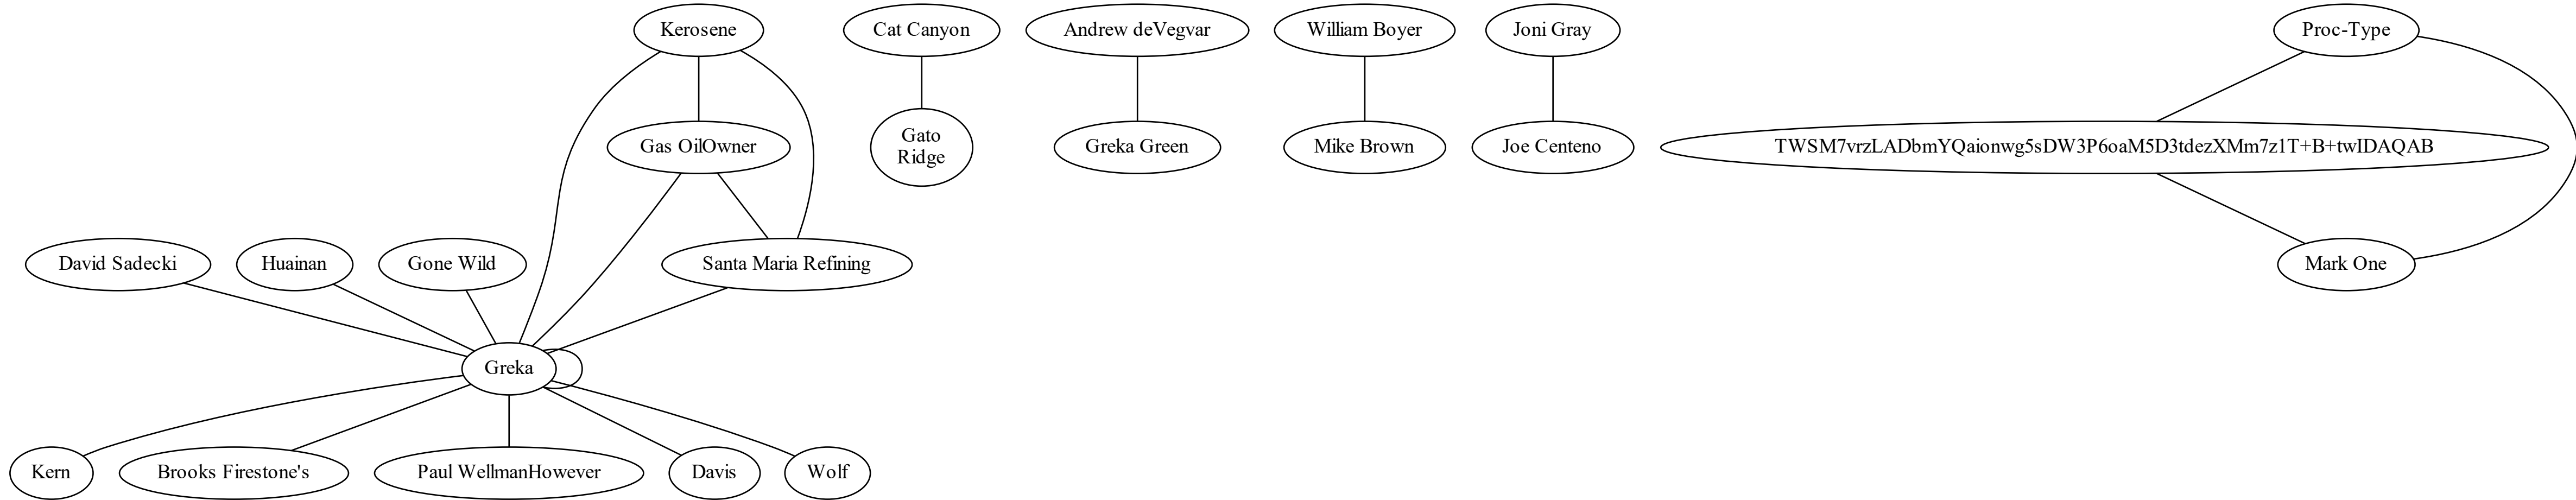 Kerosene
Cat Canyon
Andrew deVegvar
William Boyer
Joni Gray
Proc-Type
Gas OilOwner
Gato
Ridge
Greka Green
Mike Brown
Joe Centeno
TWSM7vrzLADbmYQaionwg5sDW3P6oaM5D3tdezXMm7z1T+B+twIDAQAB
David Sadecki
Huainan
Gone Wild
Santa Maria Refining
Mark One
Greka
Kern
Brooks Firestone's
Paul WellmanHowever
Davis
Wolf